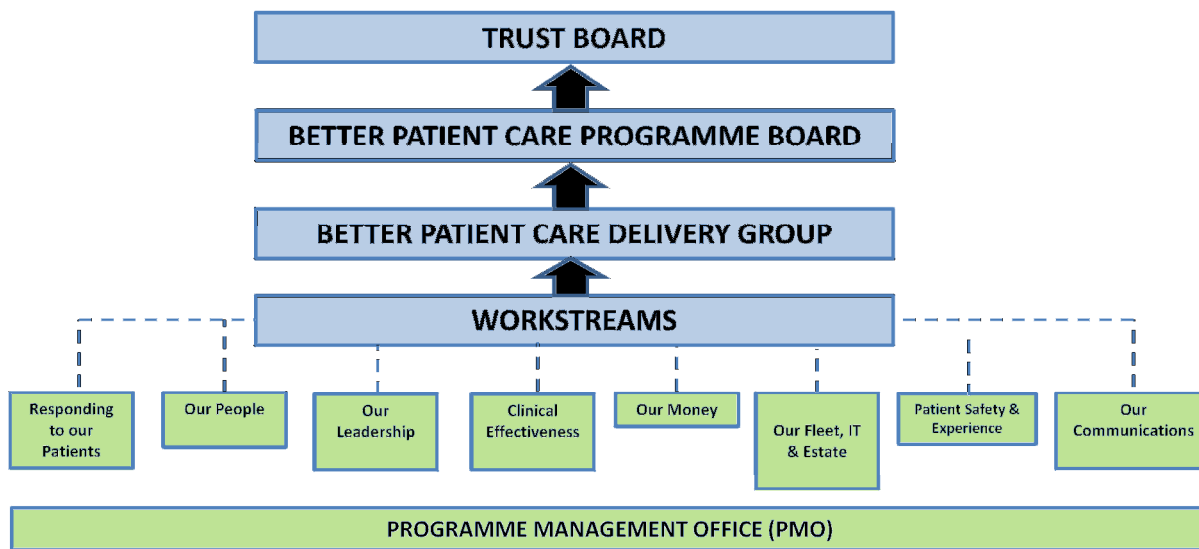 TRUST BOARD
BETTER PATIENT CARE PROGRAMME BOARD
BETTER PATIENT CARE DELIVERY GROUP
WORKSTREAMS
Responding
to our
Patients
Our People
Our
Leadership
Clinical
Effectiveness
Our Money
Our Fleet, IT
& Estate
Patient Safety &
Experience
Our
Communications
PROGRAMME MANAGEMENT OFFICE (PMO)